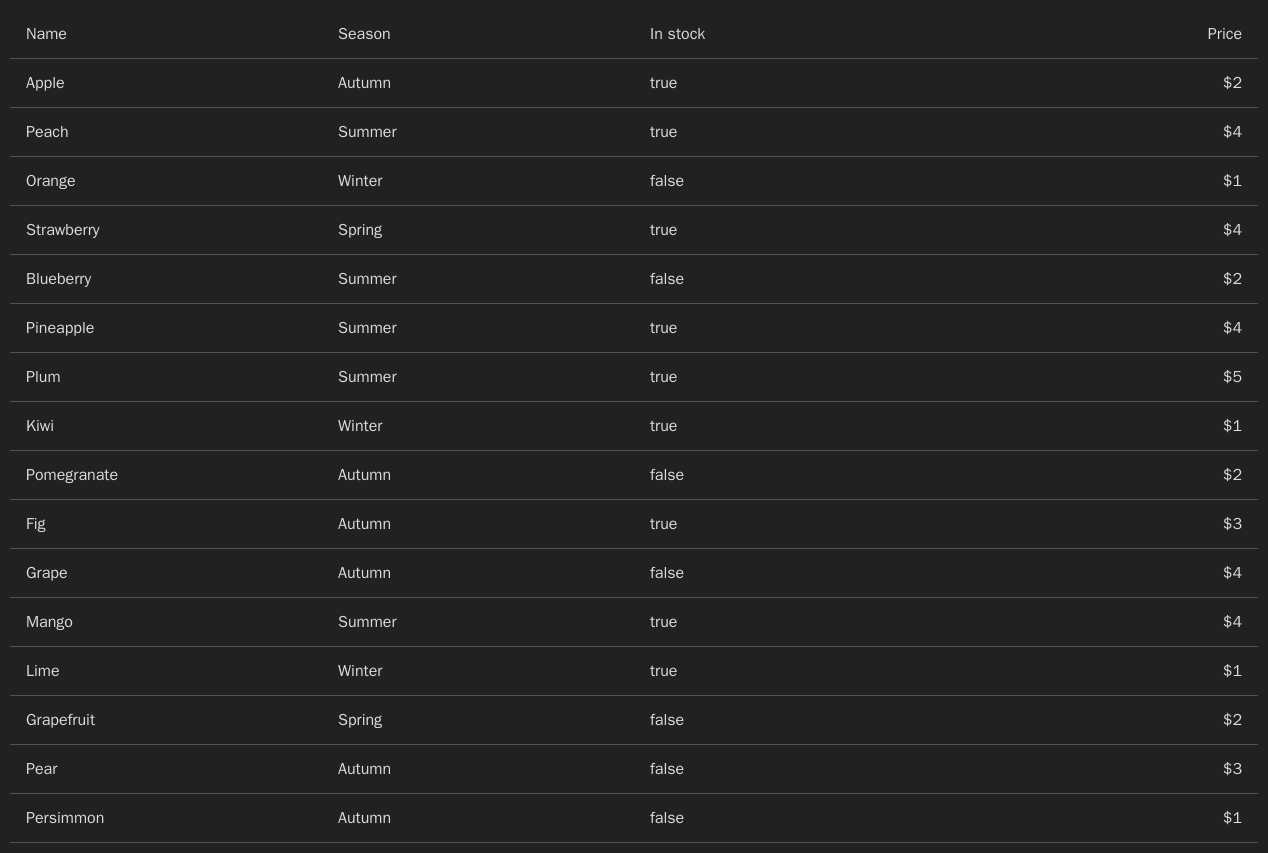 Name Season In stock Price
Apple Autumn true $2
Peach Summer true $4
Orange Winter false $1
Strawberry Spring true $4
Blueberry Summer false $2
Pineapple Summer true $4
Plum Summer true $5
Kiwi Winter true $1
Pomegranate Autumn false $2
Fig Autumn true $3
Grape Autumn false $4
Mango Summer true $4
Lime Winter true $1
Grapefruit Spring false $2
Pear Autumn false $3
Persimmon Autumn false $1